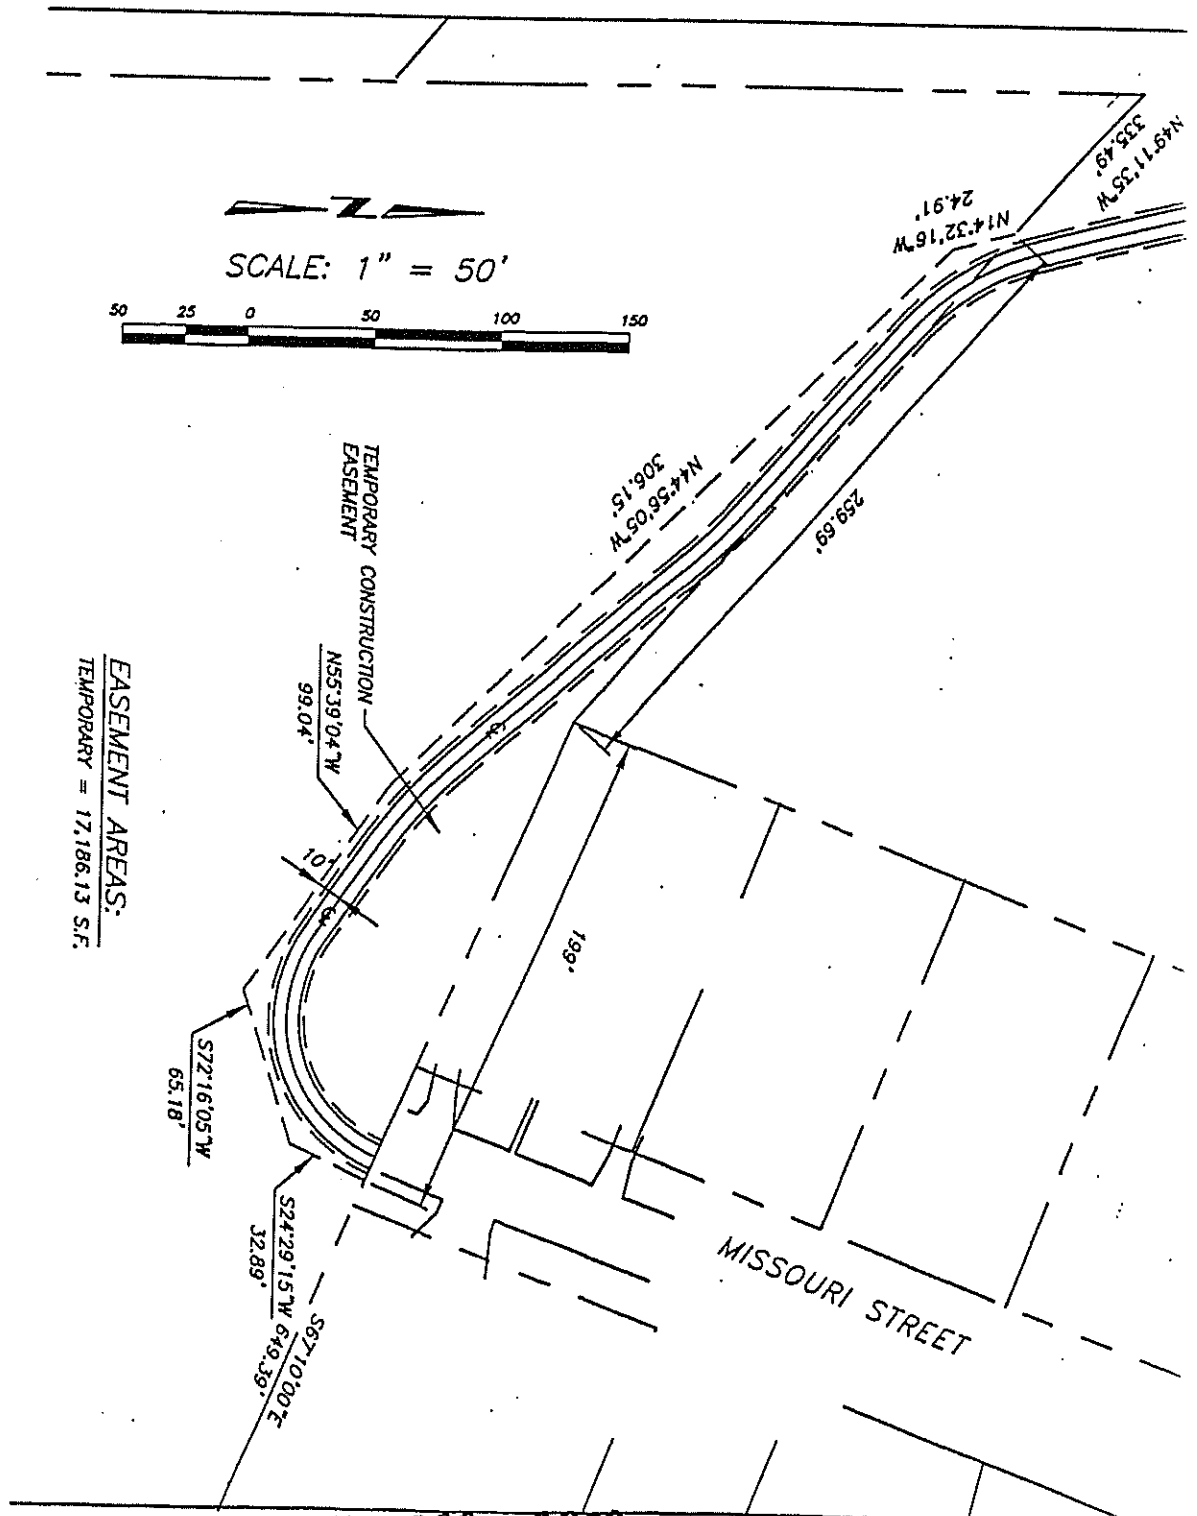 N49°11'35"W
335.49'
N14°32'16"W
24.91'
N
SCALE: 1" = 50'
50 25 0 50 100 150
N44°56'05"W
306.15'
259.69'
TEMPORARY CONSTRUCTION
EASEMENT
N55°39'04"W
99.04'
EASEMENT AREAS:
TEMPORARY = 17,186.13 S.F.
10'
199'
S72°16'05"W
65.18'
S24°29'15"W
32.89'
S67°10'00"E
649.39'
MISSOURI STREET